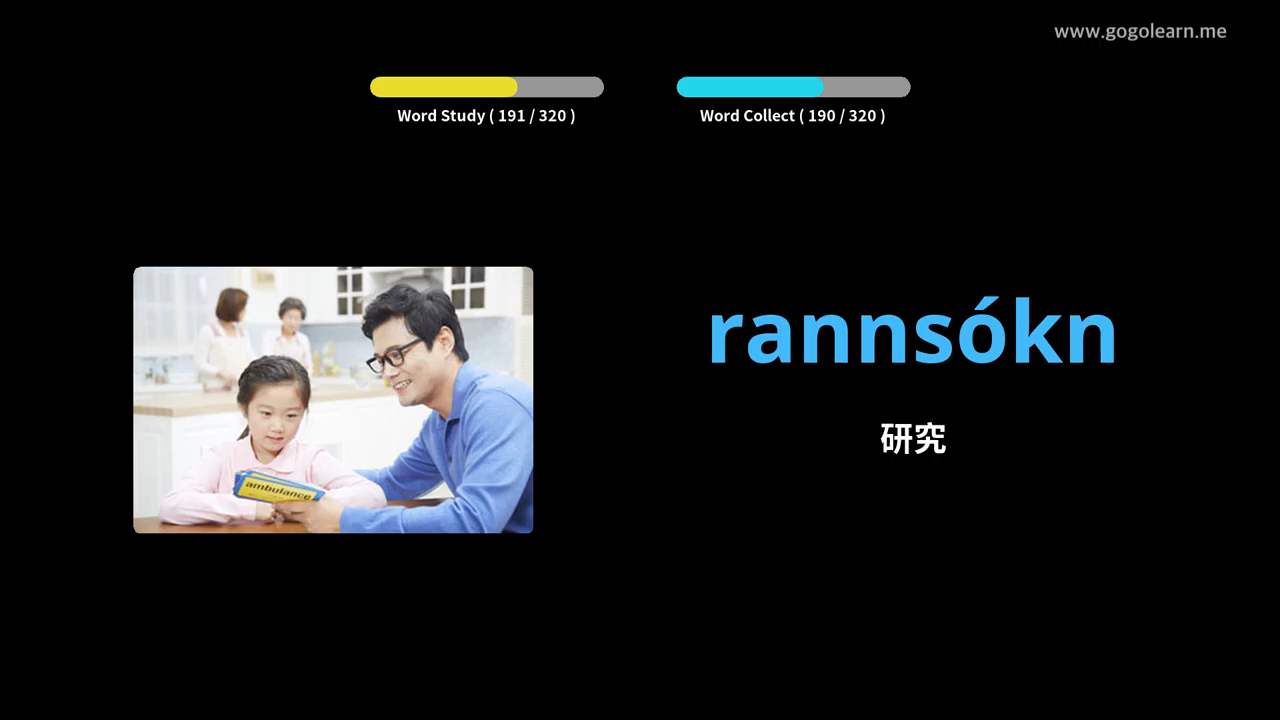 www.gogolearn.me
Word Study ( 191 / 320 )
Word Collect ( 190 / 320 )
rannsókn
研究
ambulance